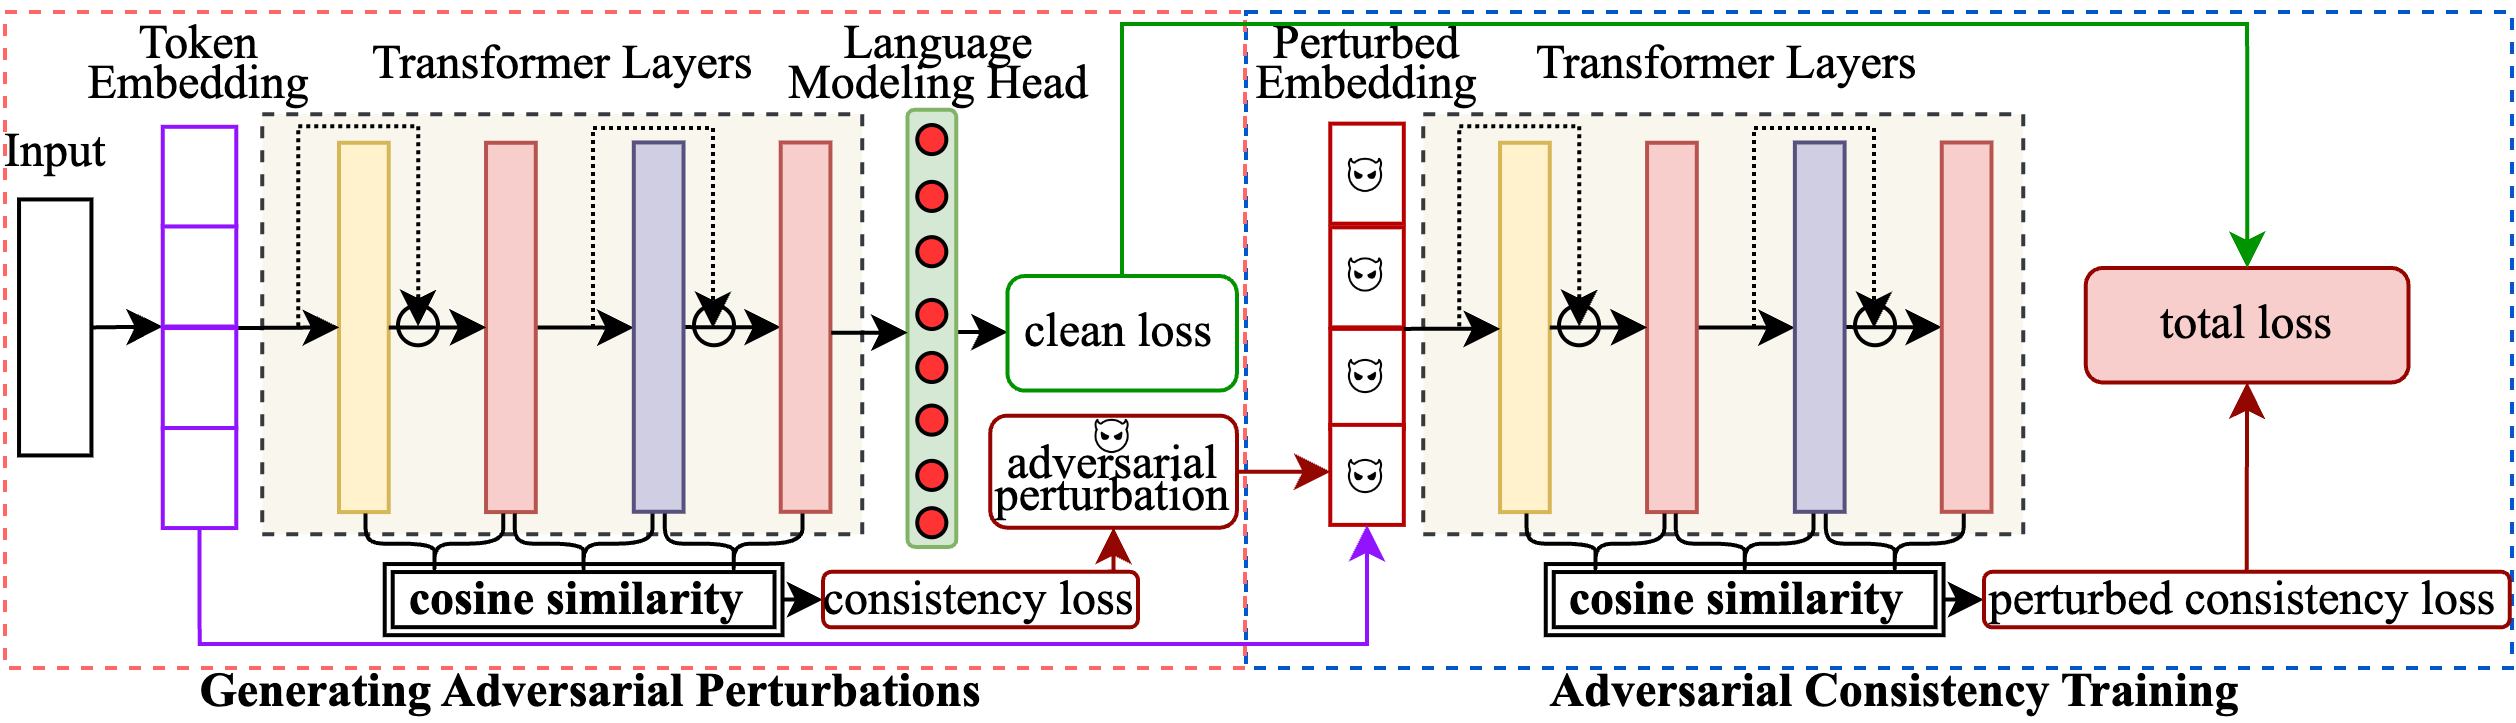 Token
Embedding
Transformer Layers
Language
Modeling Head
Input
clean loss
adversarial
perturbation
cosine similarity
consistency loss
Generating Adversarial Perturbations
Perturbed
Embedding
Transformer Layers
total loss
cosine similarity
perturbed consistency loss
Adversarial Consistency Training